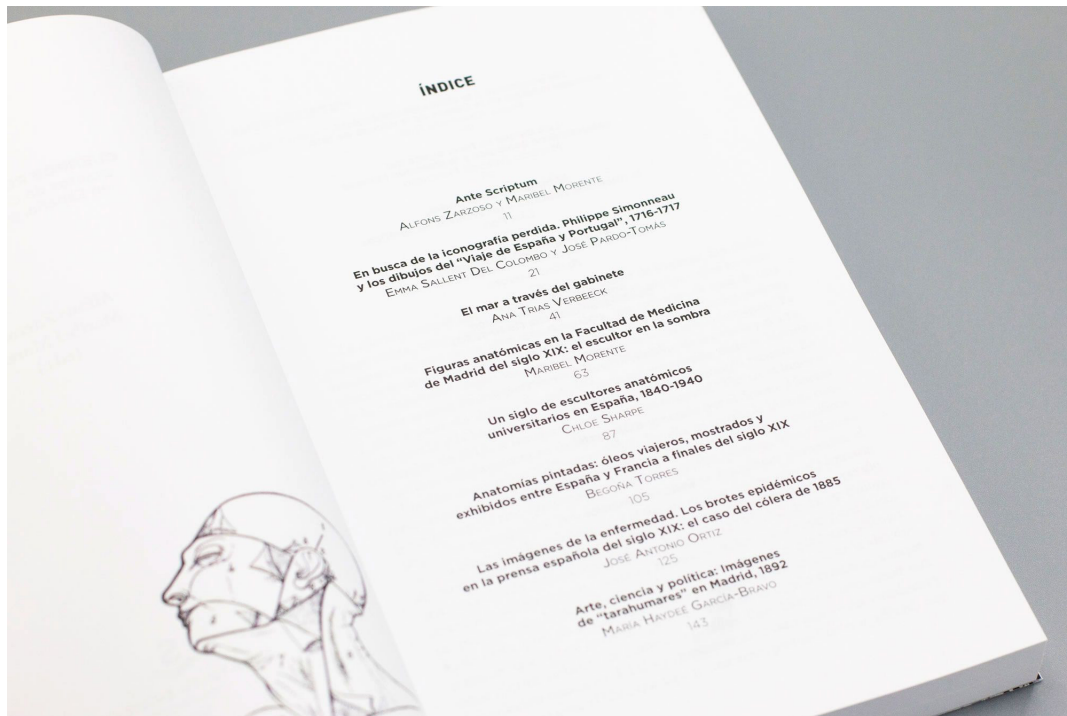 ÍNDICE
Ante Scriptum
Alfons Zarzoso y Maribel Morente
11
En busca de la iconografía perdida. Philippe Simonneau
y los dibujos del “Viaje de España y Portugal”, 1716-1717
Emma Sallent Del Colombo y José Pardo-Tomás
21
El mar a través del gabinete
Ana Trias Verbeeck
41
Figuras anatómicas en la Facultad de Medicina
de Madrid del siglo XIX: el escultor en la sombra
Maribel Morente
63
Un siglo de escultores anatómicos
universitarios en España, 1840-1940
Chloe Sharpe
87
Anatomías pintadas: óleos viajeros, mostrados y
exhibidos entre España y Francia a finales del siglo XIX
Begoña Torres
105
Las imágenes de la enfermedad. Los brotes epidémicos
en la prensa española del siglo XIX: el caso del cólera de 1885
José Antonio Ortiz
125
Arte, ciencia y política: Imágenes
de “tarahumares” en Madrid, 1892
María Haydeé García-Bravo
143